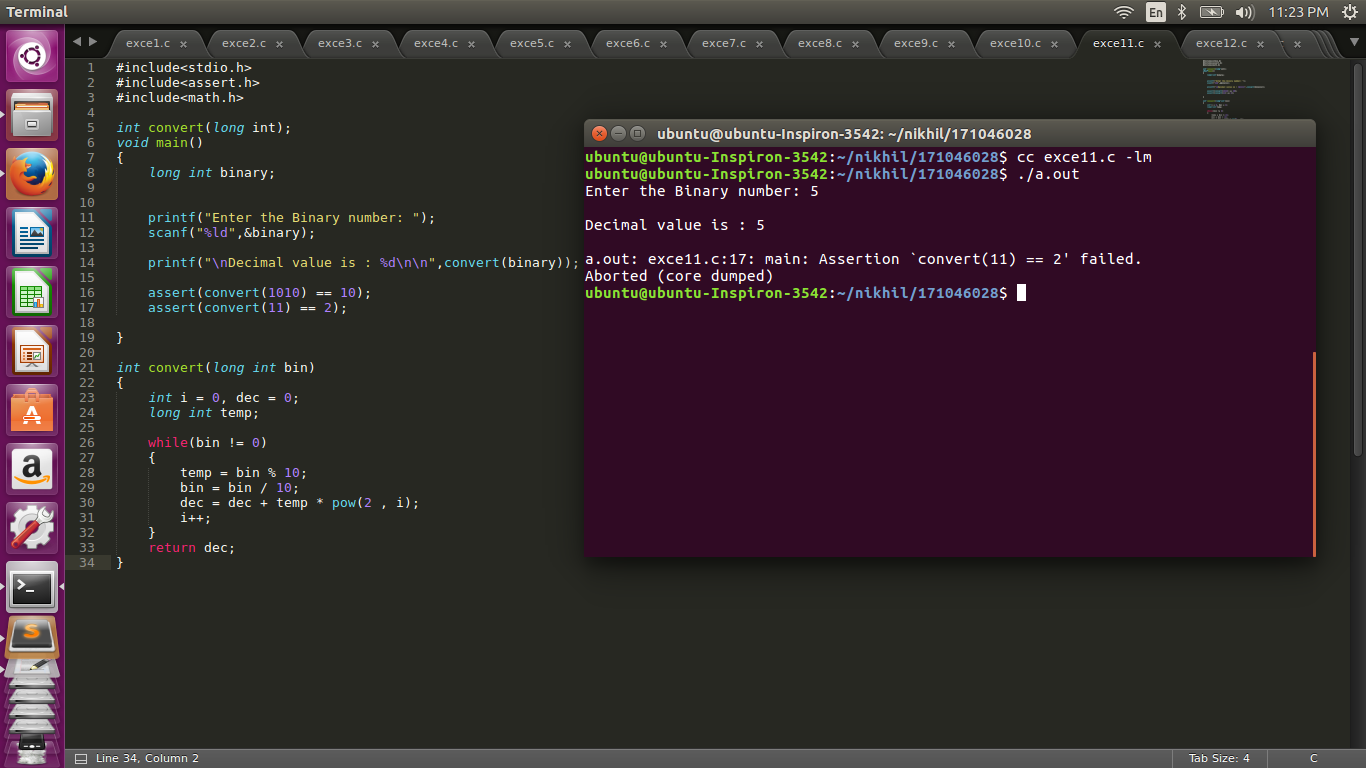 Terminal
En
11:23 PM
exce1.c ×
exce2.c ×
exce3.c ×
exce4.c ×
exce5.c ×
exce6.c ×
exce7.c ×
exce8.c ×
exce9.c ×
exce10.c ×
exce11.c ×
exce12.c ×
×
1 #include<stdio.h>
2 #include<assert.h>
3 #include<math.h>
4
5 int convert(long int);
6 void main()
7 {
8     long int binary;
9
10
11     printf("Enter the Binary number: ");
12     scanf("%ld",&binary);
13
14     printf("\nDecimal value is : %d\n\n",convert(binary));
15
16     assert(convert(1010) == 10);
17     assert(convert(11) == 2);
18
19 }
20
21 int convert(long int bin)
22 {
23     int i = 0, dec = 0;
24     long int temp;
25
26     while(bin != 0)
27     {
28         temp = bin % 10;
29         bin = bin / 10;
30         dec = dec + temp * pow(2 , i);
31         i++;
32     }
33     return dec;
34 }
ubuntu@ubuntu-Inspiron-3542: ~/nikhil/171046028
ubuntu@ubuntu-Inspiron-3542:~/nikhil/171046028$ cc exce11.c -lm
ubuntu@ubuntu-Inspiron-3542:~/nikhil/171046028$ ./a.out
Enter the Binary number: 5
Decimal value is : 5
a.out: exce11.c:17: main: Assertion `convert(11) == 2' failed.
Aborted (core dumped)
ubuntu@ubuntu-Inspiron-3542:~/nikhil/171046028$
a
>_
S
Line 34, Column 2
Tab Size: 4
C